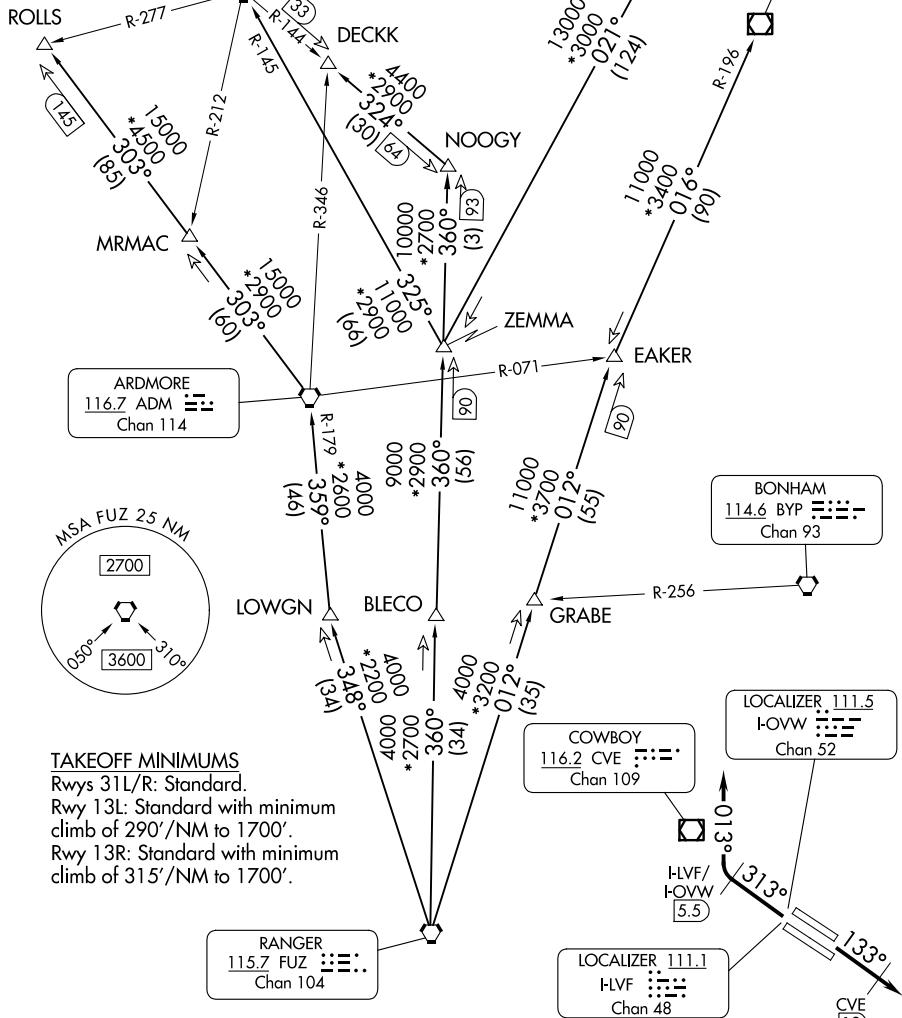 ROLLS
R-277
33
R-144
DECKK
R-145
13000
*3000
021°
(124)
R-196
145
15000
*4500
303°
(85)
R-212
4400
*2900
324°
(30)
64
NOOGY
93
11000
*3400
016°
(90)
MRMAC
R-346
10000
*2700
360°
(3)
325°
11000
*2900
(66)
15000
*2900
303°
(60)
ZEMMA
EAKER
R-071
ARDMORE
116.7 ADM
Chan 114
90
90
R-179
4000
*2600
359°
(46)
9000
*2900
360°
(56)
11000
*3700
012°
(55)
BONHAM
114.6 BYP
Chan 93
MSA FUZ 25 NM
2700
050°
310°
3600
LOWGN
BLECO
GRABE
R-256
4000
*2200
348°
(34)
4000
*2700
360°
(34)
4000
*3200
012°
(35)
LOCALIZER 111.5
I-OVW
Chan 52
COWBOY
116.2 CVE
Chan 109
TAKEOFF MINIMUMS
Rwys 31L/R: Standard.
Rwy 13L: Standard with minimum
climb of 290'/NM to 1700'.
Rwy 13R: Standard with minimum
climb of 315'/NM to 1700'.
013°
I-LVF/
I-OVW
5.5
313°
133°
RANGER
115.7 FUZ
Chan 104
LOCALIZER 111.1
I-LVF
Chan 48
CVE